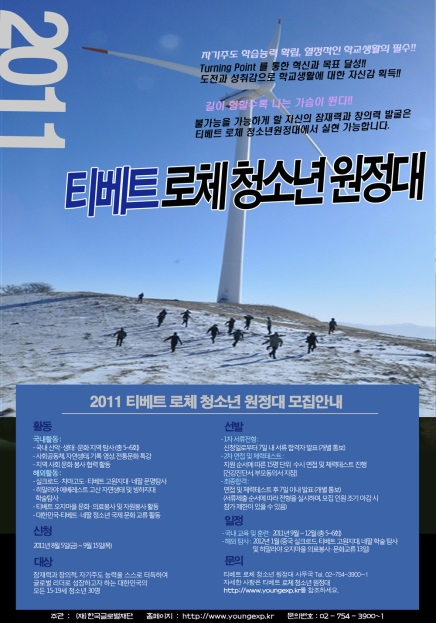 2011
자기주도 학습능력 확립, 열정적인 학교생활의 필수!!
Turning Point 를 통한 혁신과 목표 달성!!
도전과 성취감으로 학교생활에 대한 자신감 획득!!
길이 험할수록 나는 가슴이 뛴다!!
불가능을 가능하게 할 자신의 잠재력과 창의력 발굴은
티베트 로체 청소년원정대에서 실현 가능합니다.
티베트 로체 청소년 원정대
2011 티베트 로체 청소년 원정대 모집안내
활동
국내활동 :
- 국내 산악·생태·문화 지역 탐사 (총 5~6회)
- 사회공동체, 자연생태, 기록 영상, 전통문화 특강
- 지역 사회 문화 봉사 협력 활동
해외활동 :
- 실크로드·차마고도·티베트 고원지대·네팔 문명탐사
- 히말라야 에베레스트 고산 자연생태 및 빙하지대
학술탐사
- 티베트 오지마을 문화·의료봉사 및 자원봉사 활동
- 대한민국-티베트·네팔 청소년 국제 문화 교류 활동
신청
2011년 8월 5일(금) ~ 9월 15일(목)
대상
잠재력과 창의적, 자기주도 능력을 스스로 터득하여
글로벌 리더로 성장하고자 하는 대한민국의
모든 15-19세 청소년 30명
선발
- 1차 서류전형 :
신청일로부터 7일 내 서류 합격자 발표 (개별 통보)
- 2차 면접 및 체력테스트 :
지원 순서에 따른 15명 단위 수시 면접 및 체력테스트 진행
(건강진단서, 부모동의서 지참)
- 최종합격 :
면접 및 체력테스트 후 7일 이내 발표 (개별 통보)
(서류제출 순서에 따라 전형을 실시하며, 모집 인원 조기 마감 시
참가 제한이 있을 수 있음)
일정
- 국내 교육 및 훈련 : 2011년 9월 ~ 12월 (총 5~6회)
- 해외 탐사 : 2012년 1월 (중국 실크로드, 티베트 고원지대, 네팔 학술 탐사
및 히말라야 오지마을 의료봉사·문화교류 13일)
문의
티베트 로체 청소년 원정대 사무국 Tel. 02-754-3900~1
자세한 사항은 티베트 로체 청소년 원정대
http://www.youngexp.kr를 참조하세요.
주관 : (재)한국글로벌재단 홈페이지 : http://www.youngexp.kr 문의번호 : 02 - 754 - 3900~1